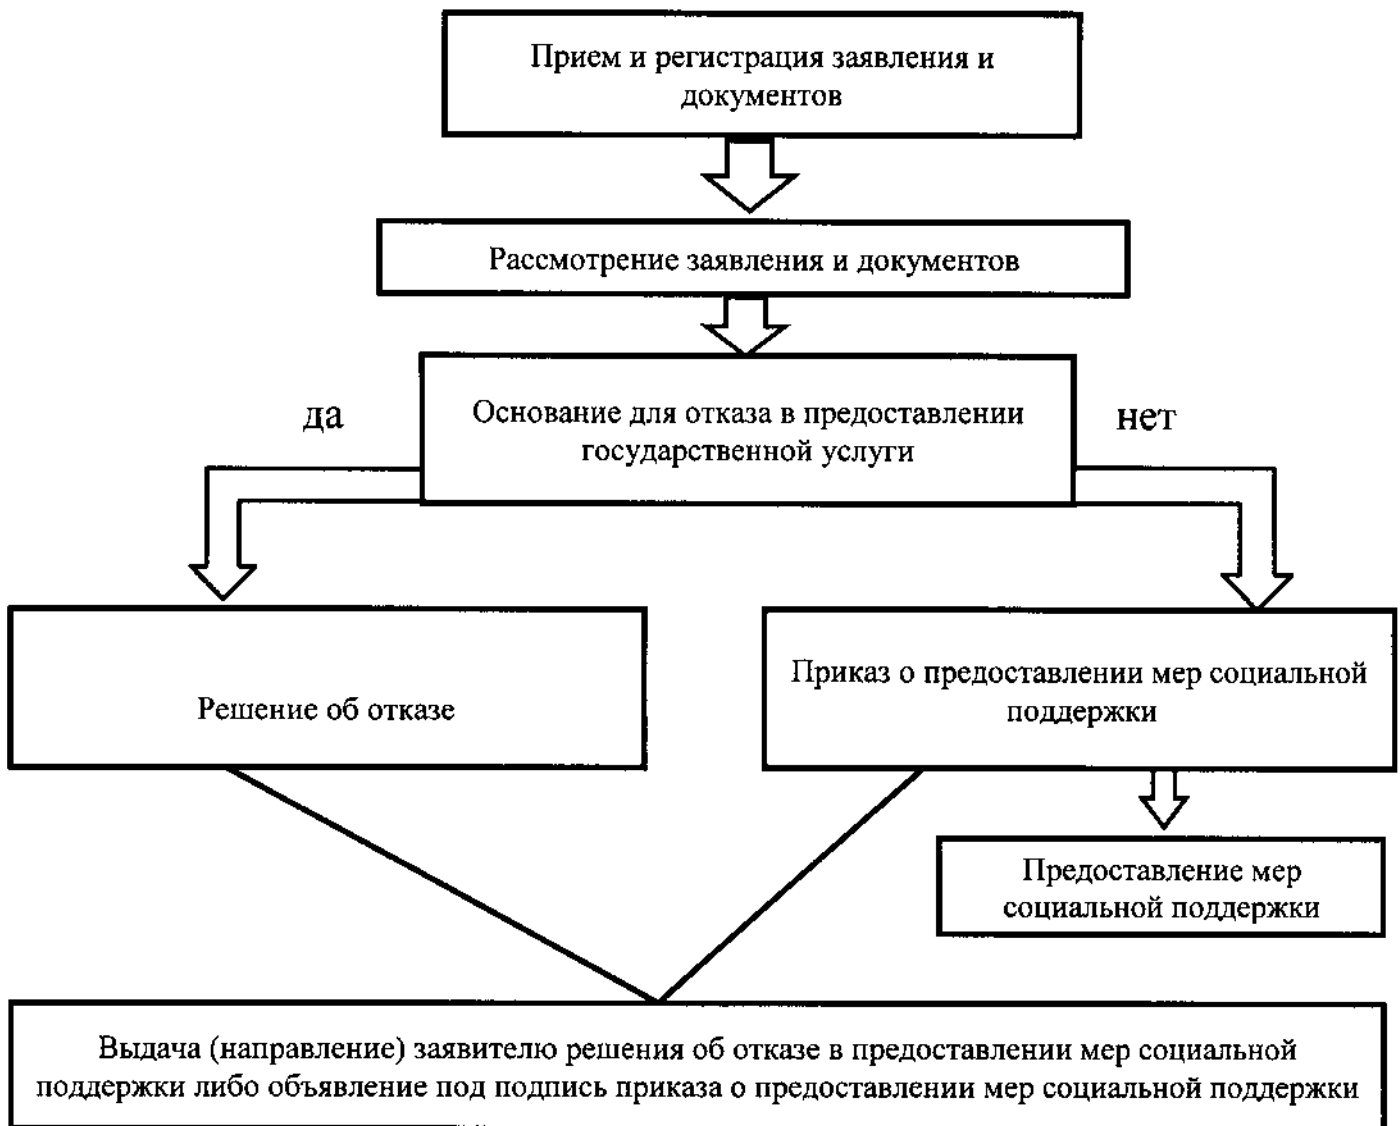 Прием и регистрация заявления и
документов
Рассмотрение заявления и документов
да
Основание для отказа в предоставлении
государственной услуги
нет
Решение об отказе
Приказ о предоставлении мер социальной
поддержки
Предоставление мер
социальной поддержки
Выдача (направление) заявителю решения об отказе в предоставлении мер социальной
поддержки либо объявление под подпись приказа о предоставлении мер социальной поддержки